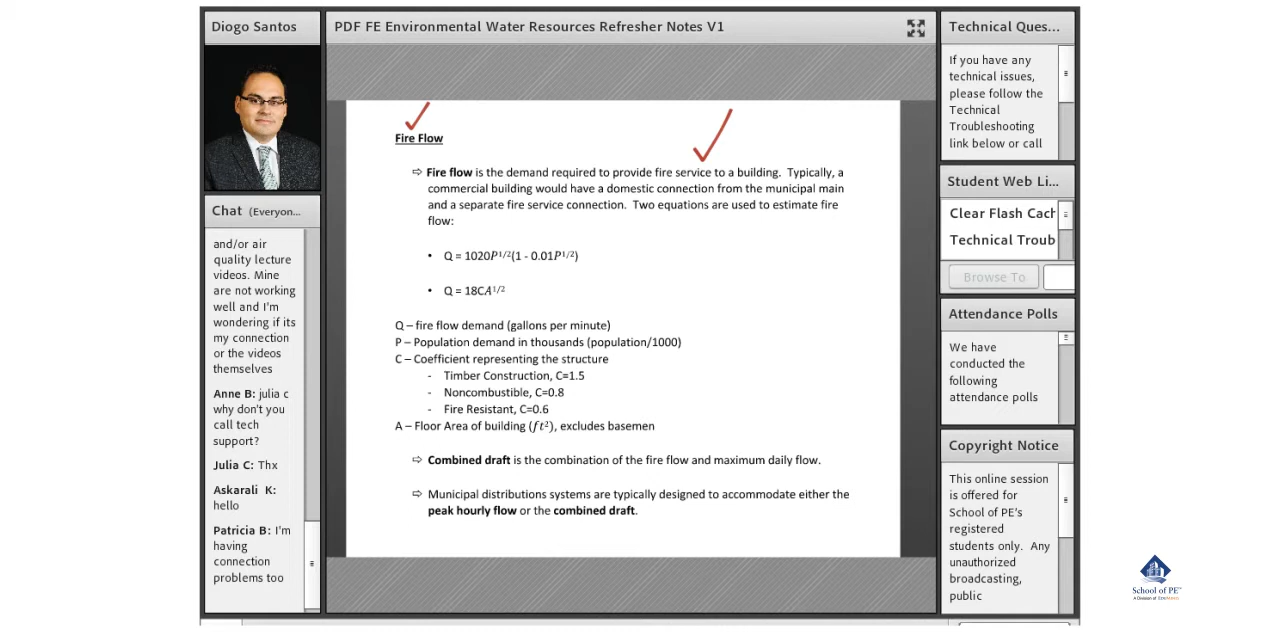 Diogo Santos
PDF FE Environmental Water Resources Refresher Notes V1
Technical Ques...
If you have any
technical issues,
please follow the
Technical
Troubleshooting
link below or call
Fire Flow
⇨ Fire flow is the demand required to provide fire service to a building. Typically, a
commercial building would have a domestic connection from the municipal main
and a separate fire service connection. Two equations are used to estimate fire
flow:
• Q = 1020P^1/2(1 - 0.01P^1/2)
• Q = 18CA^1/2
Q – fire flow demand (gallons per minute)
P – Population demand in thousands (population/1000)
C – Coefficient representing the structure
- Timber Construction, C=1.5
- Noncombustible, C=0.8
- Fire Resistant, C=0.6
A – Floor Area of building (ft²), excludes basemen
⇨ Combined draft is the combination of the fire flow and maximum daily flow.
⇨ Municipal distributions systems are typically designed to accommodate either the
peak hourly flow or the combined draft.
Chat (Everyon...
and/or air
quality lecture
videos. Mine
are not working
well and I'm
wondering if its
my connection
or the videos
themselves
Anne B: julia c
why don't you
call tech
support?
Julia C: Thx
Askarali K:
hello
Patricia B: I'm
having
connection
problems too
Student Web Li...
Clear Flash Cach
Technical Troub
Browse To
Attendance Polls
We have
conducted the
following
attendance polls
Copyright Notice
This online session
is offered for
School of PE's
registered
students only. Any
unauthorized
broadcasting,
public
School of PE